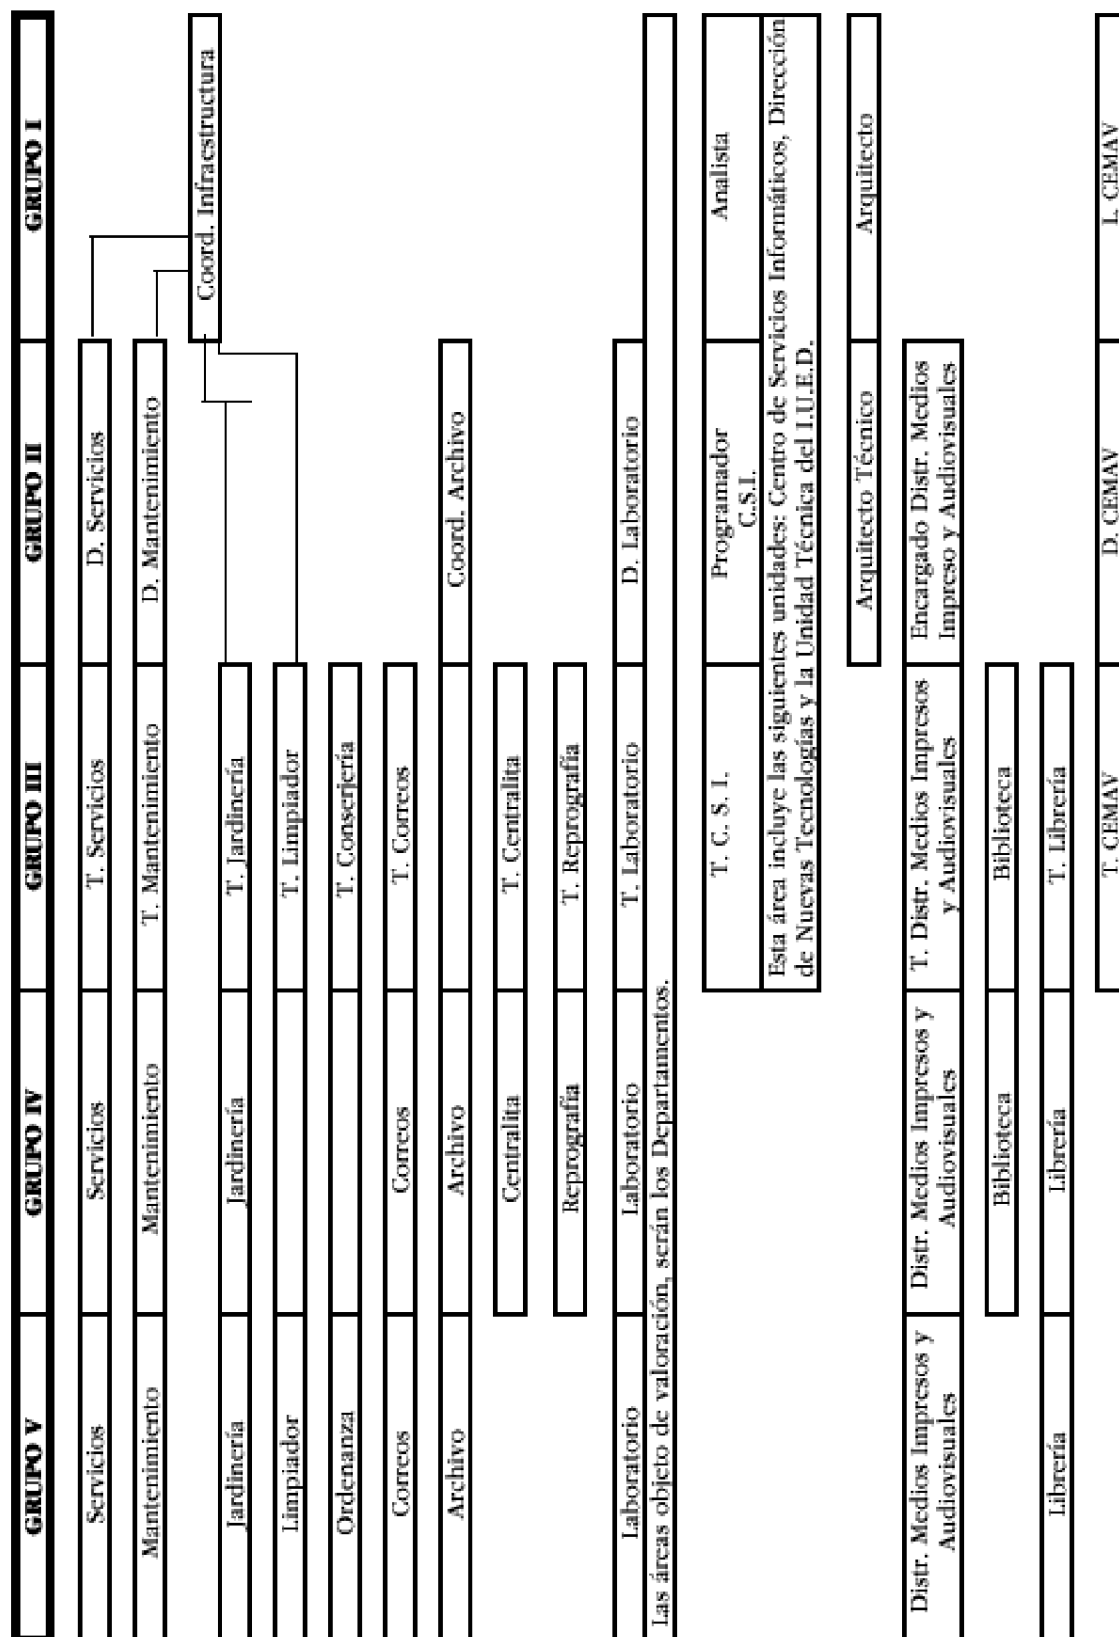 GRUPO V GRUPO IV GRUPO III GRUPO II GRUPO I
Servicios Servicios T. Servicios D. Servicios
Mantenimiento Mantenimiento T. Mantenimiento D. Mantenimiento
Coord. Infraestructura
Jardinería Jardinería T. Jardinería
Limpiador T. Limpiador
Ordenanza T. Conserjería
Correos Correos T. Correos
Archivo Archivo Coord. Archivo
Centralita T. Centralita
Reprografía T. Reprografía
Laboratorio Laboratorio T. Laboratorio D. Laboratorio
Las áreas objeto de valoración, serán los Departamentos.
T. C. S. I. Programador Analista
C.S.I.
Esta área incluye las siguientes unidades: Centro de Servicios Informáticos, Dirección
de Nuevas Tecnologías y la Unidad Técnica del I.U.E.D.
Arquitecto Técnico Arquitecto
Distr. Medios Impresos y Distr. Medios Impresos y T. Distr. Medios Impresos Encargado Distr. Medios
Audiovisuales Audiovisuales y Audiovisuales Impreso y Audiovisuales
Biblioteca Biblioteca
Librería Librería T. Librería
T. CEMAV D. CEMAV L. CEMAV